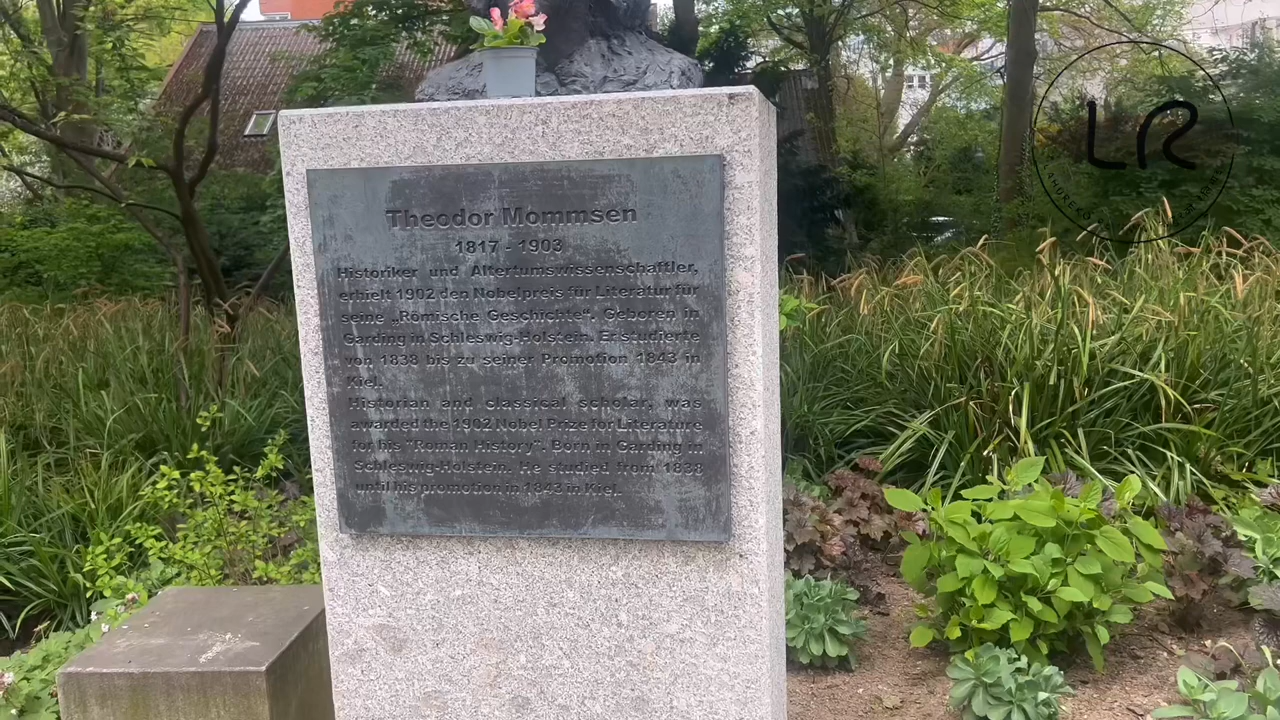 Theodor Mommsen
1817 - 1903
Historiker und Altertumswissenschaftler,
erhielt 1902 den Nobelpreis für Literatur für
seine „Römische Geschichte“. Geboren in
Garding in Schleswig-Holstein. Er studierte
von 1838 bis zu seiner Promotion 1843 in
Kiel.
Historian and classical scholar, was
awarded the 1902 Nobel Prize for Literature
for his "Roman History". Born in Garding in
Schleswig-Holstein. He studied from 1838
until his promotion in 1843 in Kiel.
LR